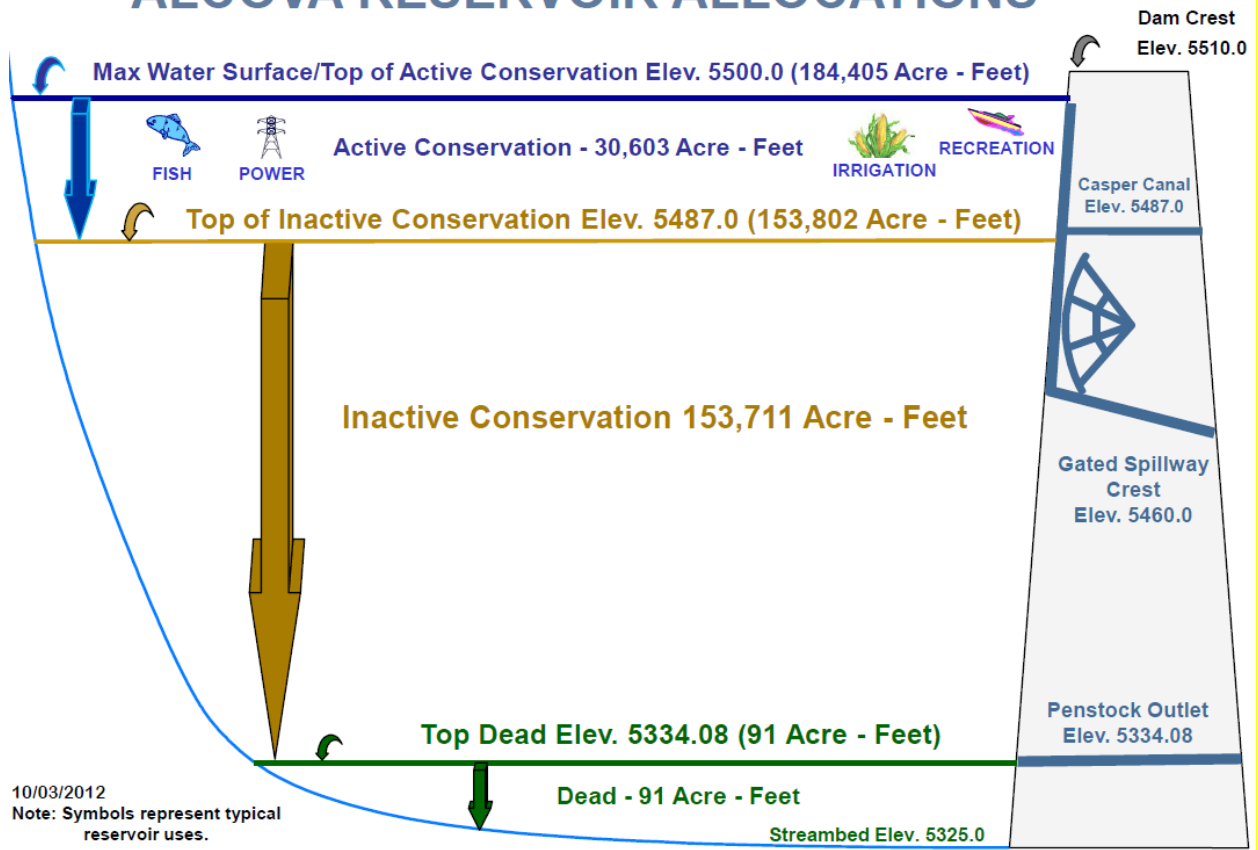 ALCOVA RESERVOIR ALLOCATIONS
Dam Crest
Elev. 5510.0
Max Water Surface/Top of Active Conservation Elev. 5500.0 (184,405 Acre - Feet)
FISH
POWER
Active Conservation - 30,603 Acre - Feet
IRRIGATION
RECREATION
Casper Canal
Elev. 5487.0
Top of Inactive Conservation Elev. 5487.0 (153,802 Acre - Feet)
Inactive Conservation 153,711 Acre - Feet
Gated Spillway
Crest
Elev. 5460.0
Penstock Outlet
Elev. 5334.08
Top Dead Elev. 5334.08 (91 Acre - Feet)
Dead - 91 Acre - Feet
Streambed Elev. 5325.0
10/03/2012
Note: Symbols represent typical
reservoir uses.